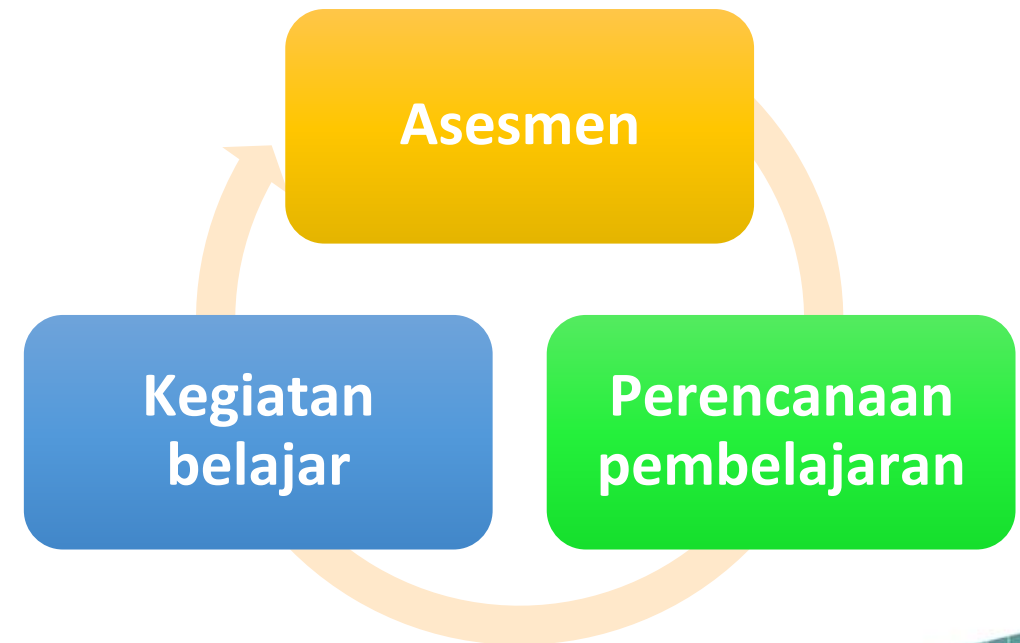 Asesmen
Kegiatan
belajar
Perencanaan
pembelajaran